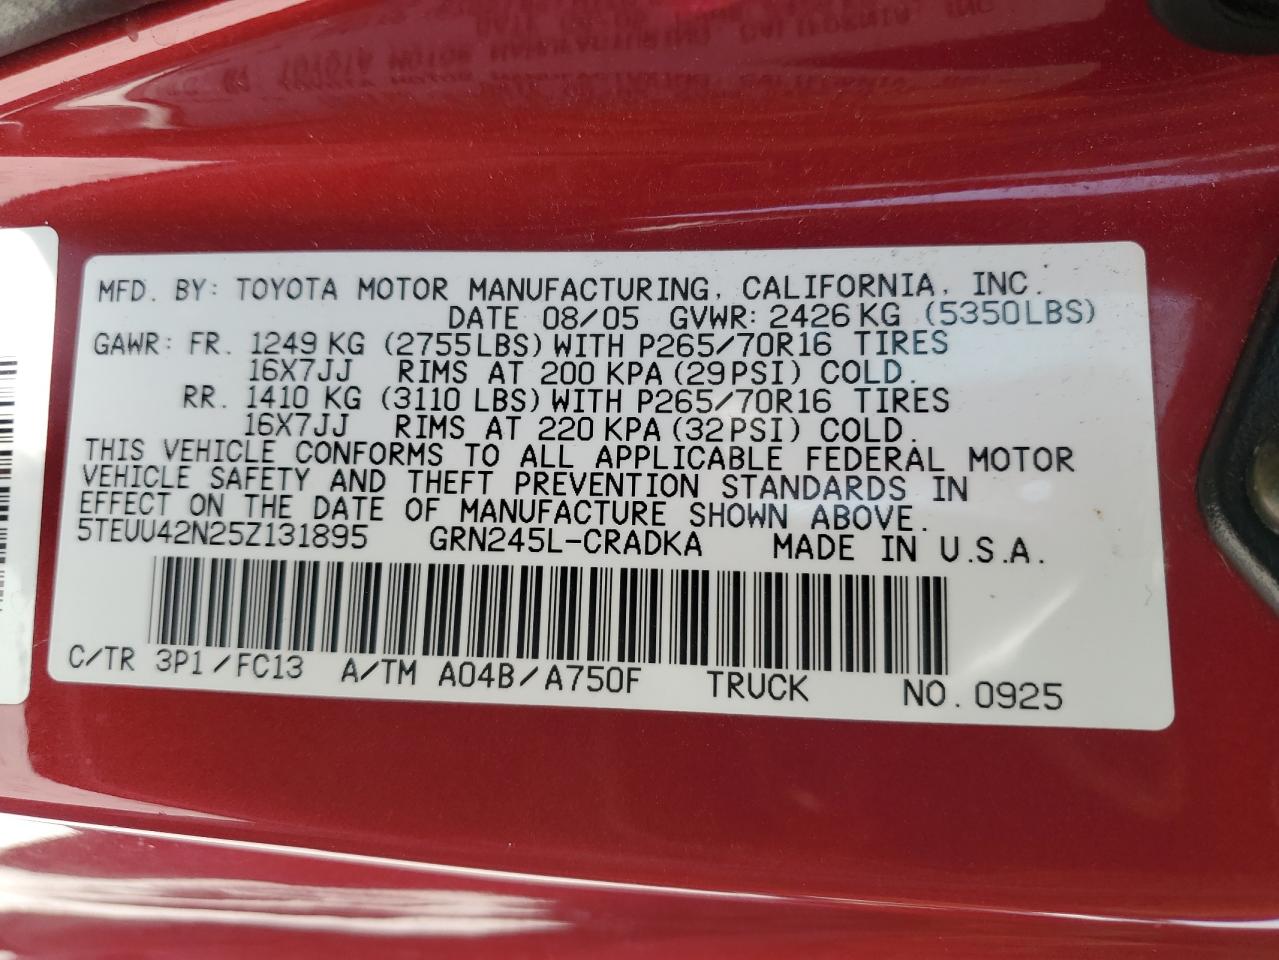 MFD. BY: TOYOTA MOTOR MANUFACTURING, CALIFORNIA, INC.
DATE 08/05 GVWR: 2426 KG (5350LBS)
GAWR: FR. 1249 KG (2755LBS) WITH P265/70R16 TIRES
16X7JJ RIMS AT 200 KPA (29PSI) COLD.
RR. 1410 KG (3110 LBS) WITH P265/70R16 TIRES
16X7JJ RIMS AT 220 KPA (32PSI) COLD.
THIS VEHICLE CONFORMS TO ALL APPLICABLE FEDERAL MOTOR
VEHICLE SAFETY AND THEFT PREVENTION STANDARDS IN
EFFECT ON THE DATE OF MANUFACTURE SHOWN ABOVE.
5TEUU42N25Z131895 GRN245L-CRADKA MADE IN U.S.A.
C/TR 3P1/FC13 A/TM A04B/A750F TRUCK NO. 0925